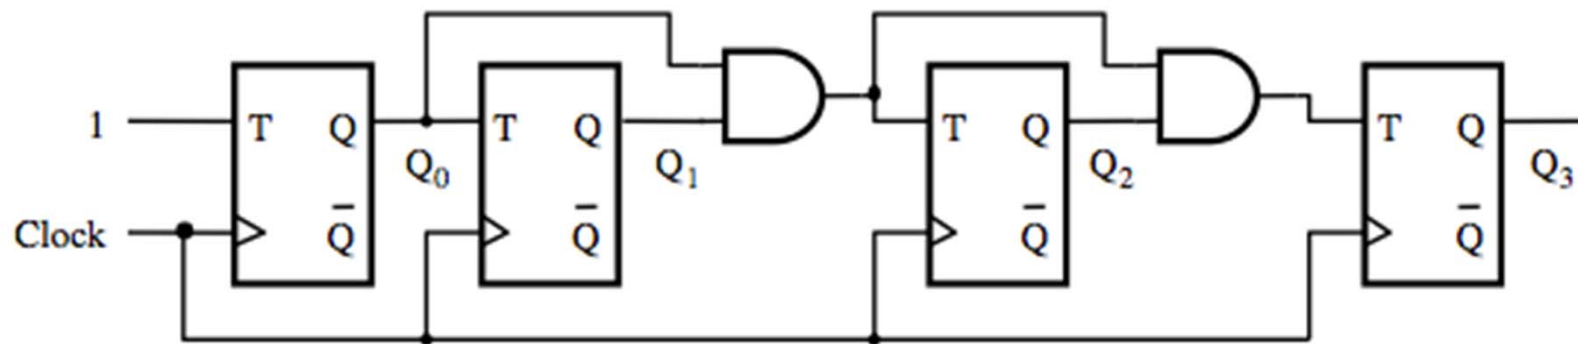 1 T Q T Q T Q T Q
Q₀ Q₁ Q₂ Q₃
Clock Q̅ Q̅ Q̅ Q̅